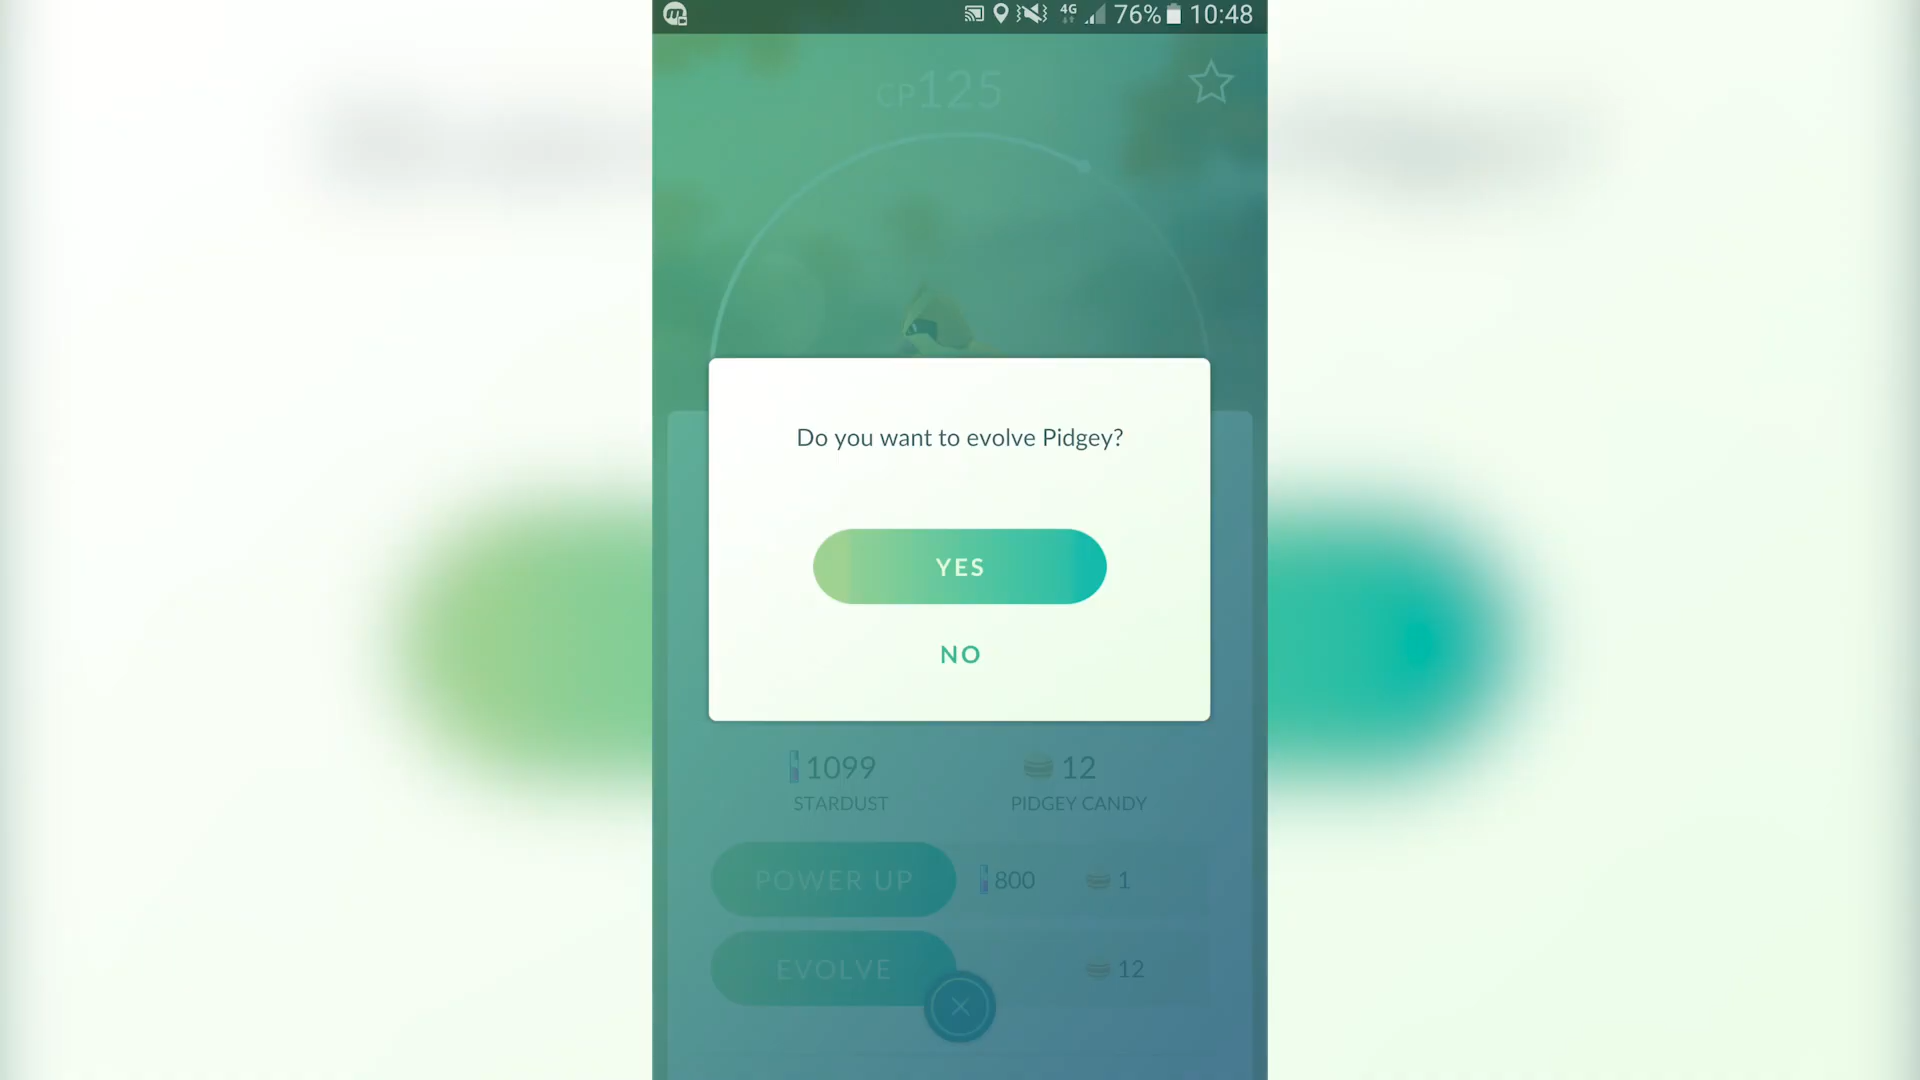 4G 76% 10:48
CP125
Do you want to evolve Pidgey?
YES
NO
1099 12
STARDUST PIDGEY CANDY
POWER UP 800 1
EVOLVE 12